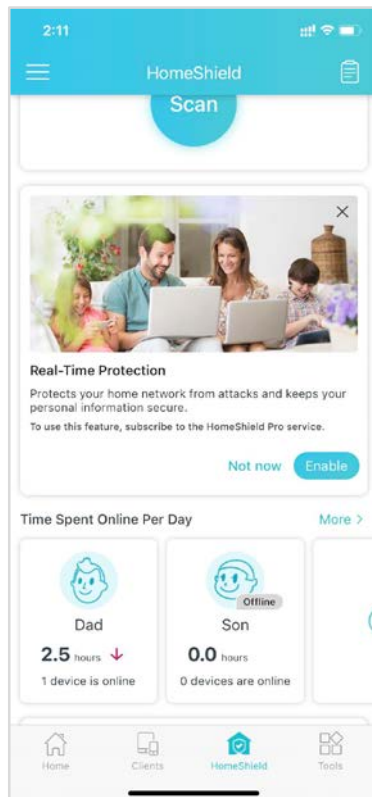 2:11
HomeShield
Scan
Real-Time Protection
Protects your home network from attacks and keeps your
personal information secure.
To use this feature, subscribe to the HomeShield Pro service.
Not now Enable
Time Spent Online Per Day More >
Offline
Dad Son
2.5 hours 0.0 hours
1 device is online 0 devices are online
Home Clients HomeShield Tools